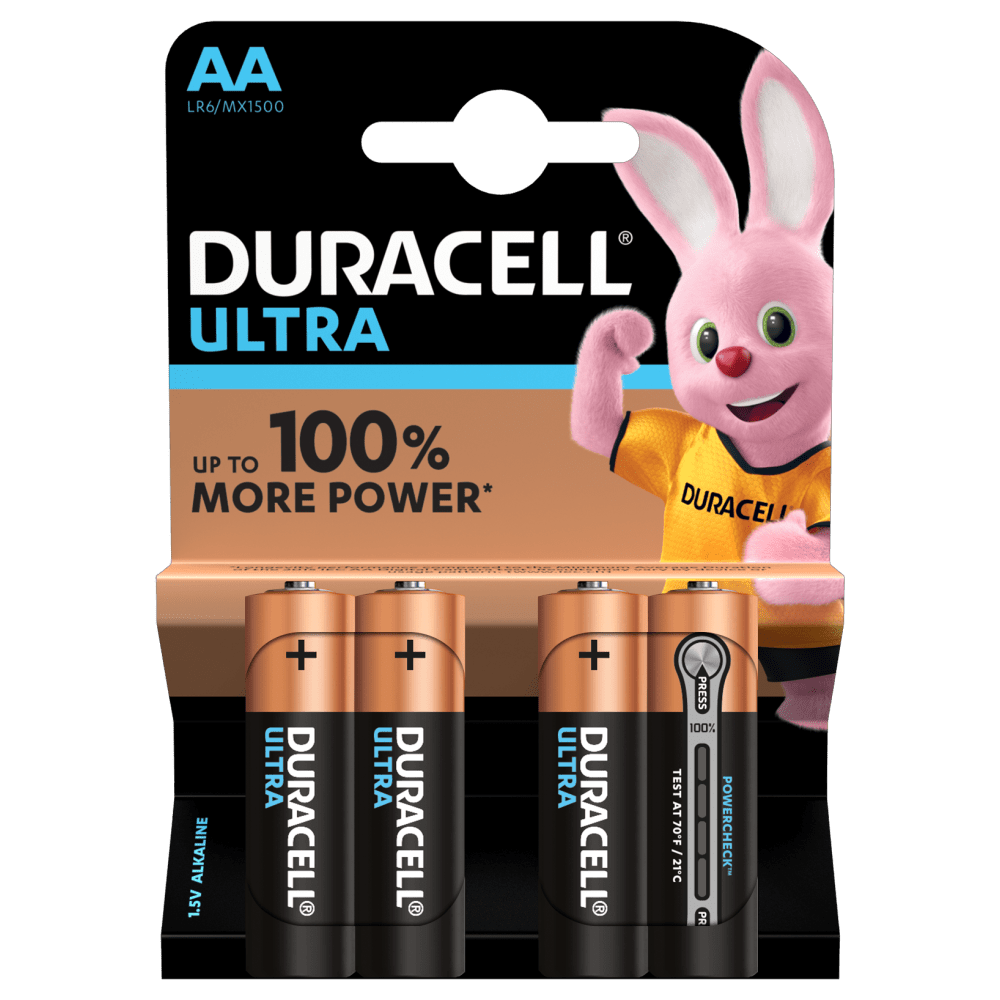 AA
LR6/MX1500
DURACELL®
ULTRA
UP TO 100%
MORE POWER*
DURACELL
+
+
+
DURACELL®
ULTRA
DURACELL®
ULTRA
DURACELL®
ULTRA
PRESS
100%
POWERCHECK™
TEST AT 70°F / 21°C
PR
1.5V ALKALINE